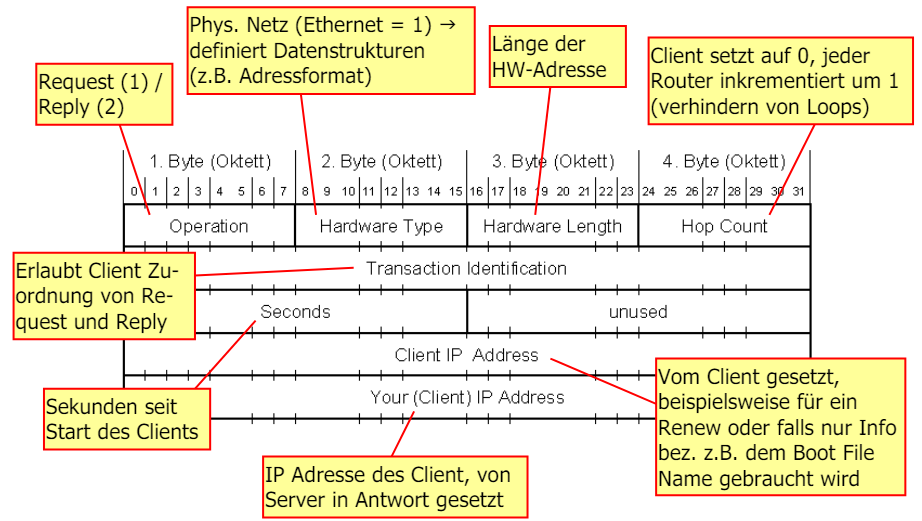 Phys. Netz (Ethernet = 1) →
definiert Datenstrukturen
(z.B. Adressformat)
Länge der
HW-Adresse
Client setzt auf 0, jeder
Router inkrementiert um 1
(verhindern von Loops)
Request (1) /
Reply (2)
1. Byte (Oktett) 2. Byte (Oktett) 3. Byte (Oktett) 4. Byte (Oktett)
0 1 2 3 4 5 6 7 8 9 10 11 12 13 14 15 16 17 18 19 20 21 22 23 24 25 26 27 28 29 30 31
Operation Hardware Type Hardware Length Hop Count
Transaction Identification
Erlaubt Client Zu-
ordnung von Re-
quest und Reply
Seconds unused
Client IP Address
Your (Client) IP Address
Sekunden seit
Start des Clients
Vom Client gesetzt,
beispielsweise für ein
Renew oder falls nur Info
bez. z.B. dem Boot File
Name gebraucht wird
IP Adresse des Client, von
Server in Antwort gesetzt